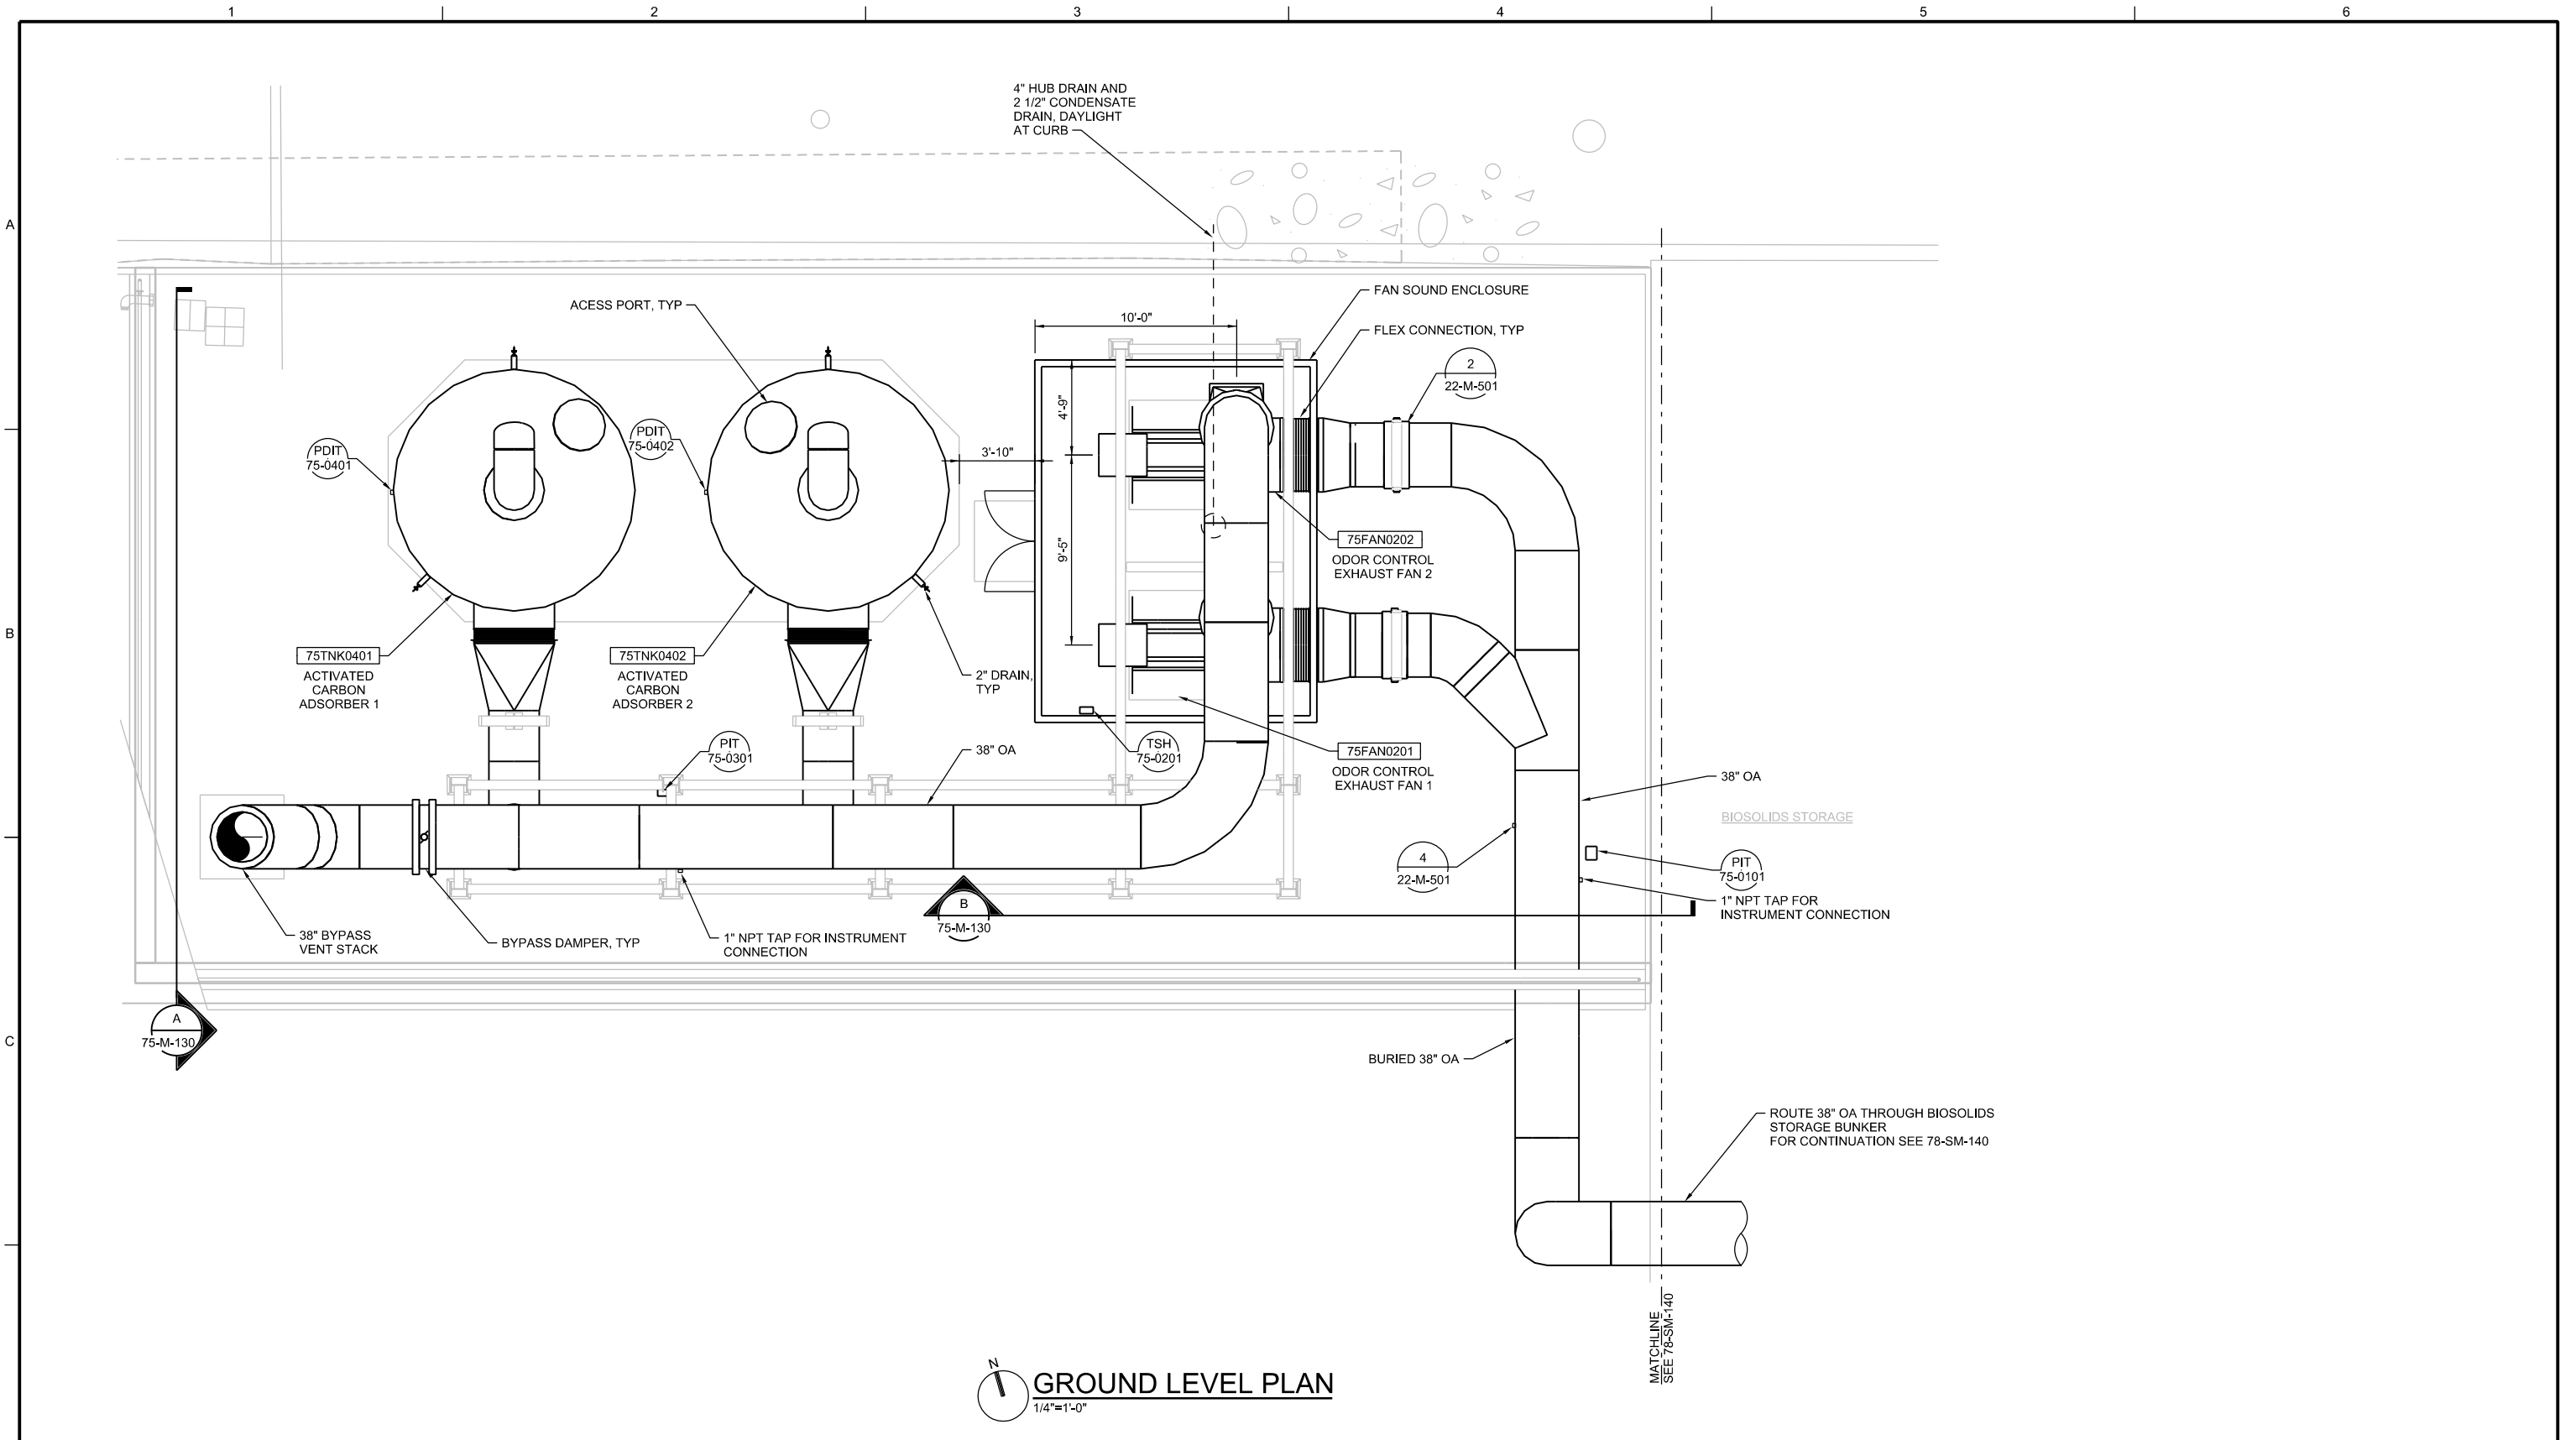 1
2
3
4
5
6
4" HUB DRAIN AND
2 1/2" CONDENSATE
DRAIN, DAYLIGHT
AT CURB
A
ACESS PORT, TYP
10'-0"
FAN SOUND ENCLOSURE
FLEX CONNECTION, TYP
2
22-M-501
4'-9"
PDIT
75-0401
PDIT
75-0402
3'-10"
9'-5"
75FAN0202
ODOR CONTROL
EXHAUST FAN 2
B
75TNK0401
ACTIVATED
CARBON
ADSORBER 1
75TNK0402
ACTIVATED
CARBON
ADSORBER 2
2" DRAIN,
TYP
PIT
75-0301
38" OA
TSH
75-0201
75FAN0201
ODOR CONTROL
EXHAUST FAN 1
38" OA
BIOSOLIDS STORAGE
4
22-M-501
PIT
75-0101
1" NPT TAP FOR
INSTRUMENT CONNECTION
B
75-M-130
38" BYPASS
VENT STACK
BYPASS DAMPER, TYP
1" NPT TAP FOR INSTRUMENT
CONNECTION
A
75-M-130
C
BURIED 38" OA
ROUTE 38" OA THROUGH BIOSOLIDS
STORAGE BUNKER
FOR CONTINUATION SEE 78-SM-140
MATCHLINE
SEE 78-SM-140
N
GROUND LEVEL PLAN
1/4"=1'-0"